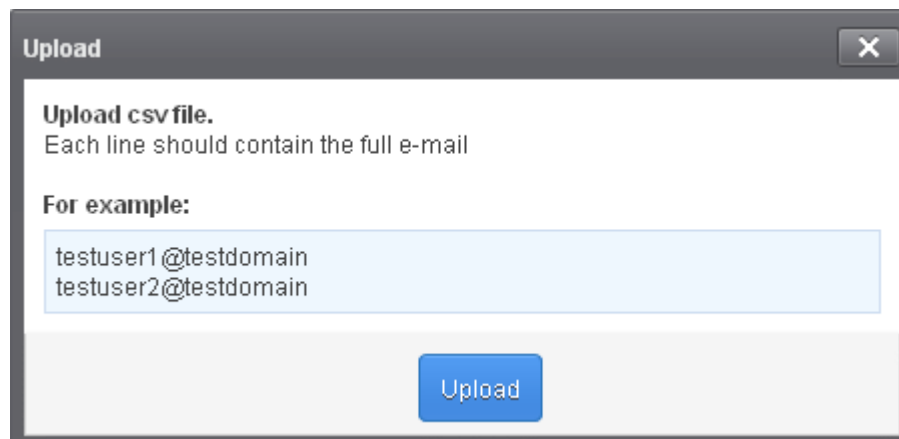 Upload
Upload csv file.
Each line should contain the full e-mail
For example:
testuser1@testdomain
testuser2@testdomain
Upload